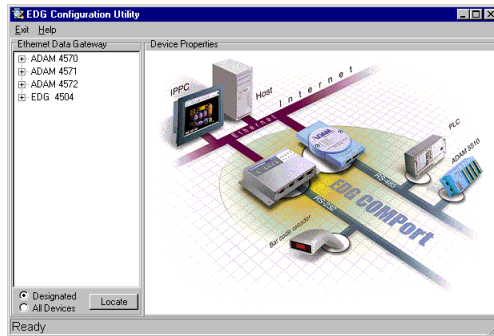 EDG Configuration Utility
Exit Help
Ethernet Data Gateway
Device Properties
ADAM 4570
ADAM 4571
ADAM 4572
EDG 4504
IPPC
Host
Internet
Ethernet
ADAM
PLC
ADAM 5510
RS-485
EDG COMPort
RS-232
Bar code reader
Designated
All Devices
Locate
Ready